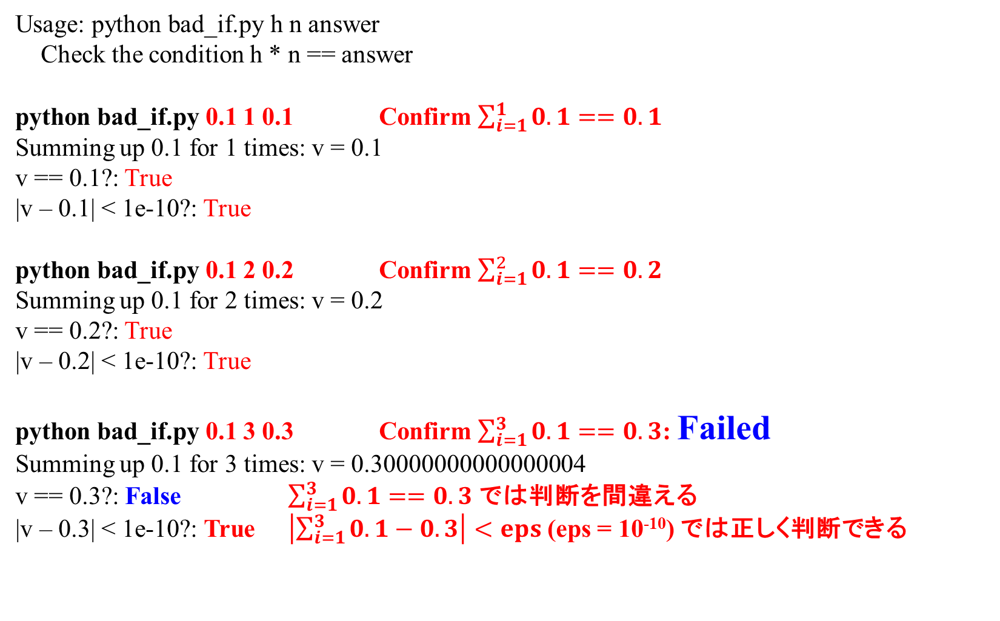 Usage: python bad_if.py h n answer
Check the condition h * n == answer
python bad_if.py 0.1 1 0.1 Confirm ∑_{i=1}^{1} 0.1 == 0.1
Summing up 0.1 for 1 times: v = 0.1
v == 0.1?: True
|v – 0.1| < 1e-10?: True
python bad_if.py 0.1 2 0.2 Confirm ∑_{i=1}^{2} 0.1 == 0.2
Summing up 0.1 for 2 times: v = 0.2
v == 0.2?: True
|v – 0.2| < 1e-10?: True
python bad_if.py 0.1 3 0.3 Confirm ∑_{i=1}^{3} 0.1 == 0.3: Failed
Summing up 0.1 for 3 times: v = 0.30000000000000004
v == 0.3?: False ∑_{i=1}^{3} 0.1 == 0.3 では判断を間違える
|v – 0.3| < 1e-10?: True |∑_{i=1}^{3} 0.1 − 0.3| < eps (eps = 10^{-10}) では正しく判断できる